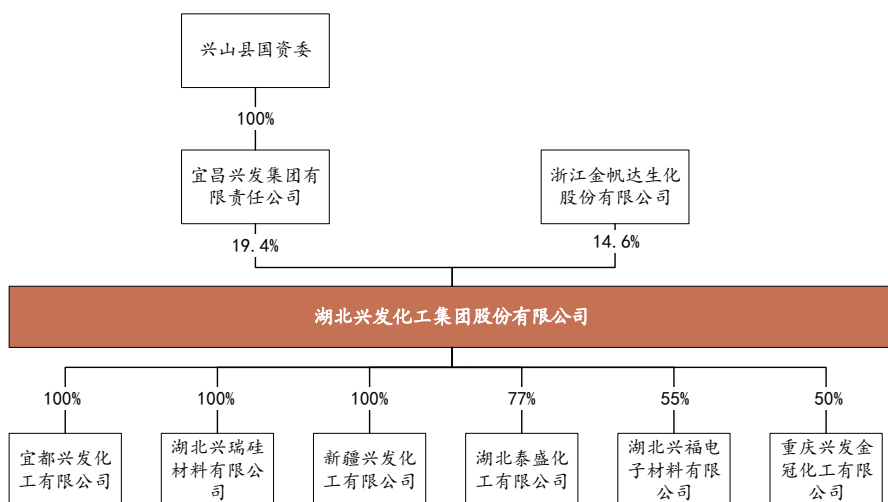 兴山县国资委
100%
宜昌兴发集团有
限责任公司
浙江金帆达生化
股份有限公司
19.4%
14.6%
湖北兴发化工集团股份有限公司
100%
100%
100%
77%
55%
50%
宜都兴发化
工有限公司
湖北兴瑞硅
材料有限公
司
新疆兴发化
工有限公司
湖北泰盛化
工有限公司
湖北兴福电
子材料有限
公司
重庆兴发金
冠化工有限
公司